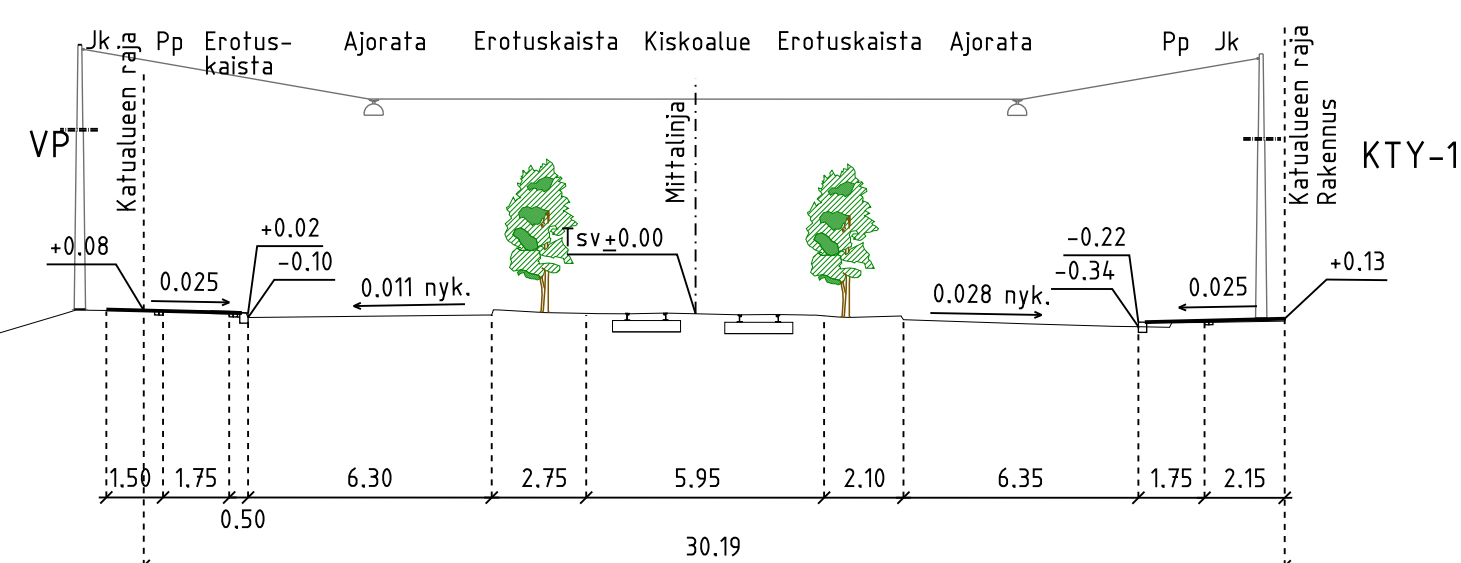 Jk Pp Erotus- Ajorata Erotuskaista Kiskoalue Erotuskaista Ajorata Pp Jk
kaista
Katualueen raja
Mittalinja
Katualueen raja
Rakennus
VP
KTY-1
+0.08
0.025
+0.02
-0.10
0.011 nyk.
Tsv±0.00
0.028 nyk.
-0.22
-0.34
0.025
+0.13
1.50 1.75 6.30 2.75 5.95 2.10 6.35 1.75 2.15
0.50
30.19